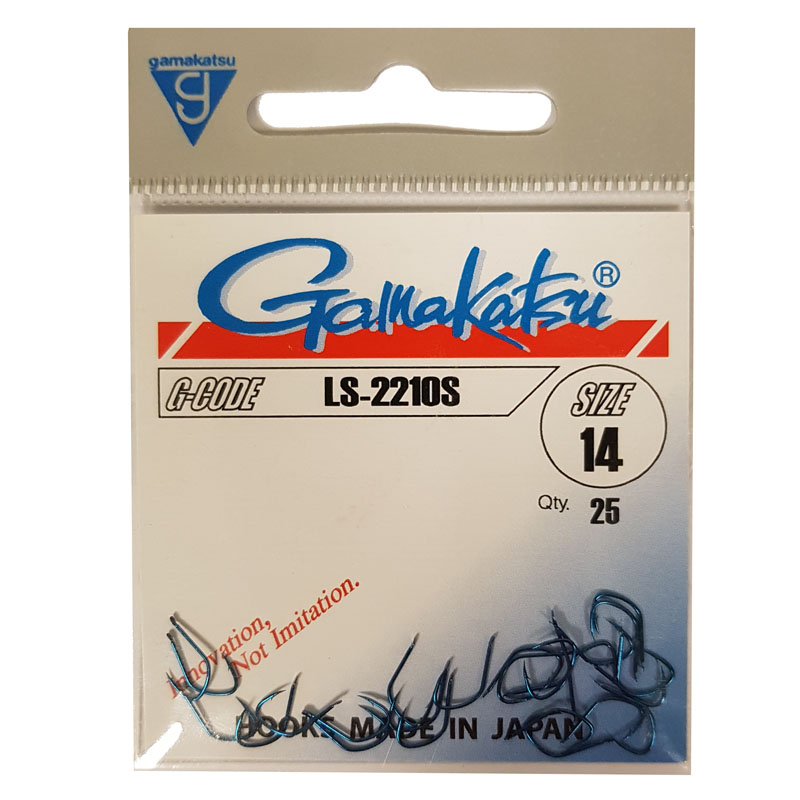 gamakatsu
g
Gamakatsu®
G-CODE LS-2210S
SIZE
14
Qty. 25
Innovation,
Not Imitation.
HOOKS MADE IN JAPAN